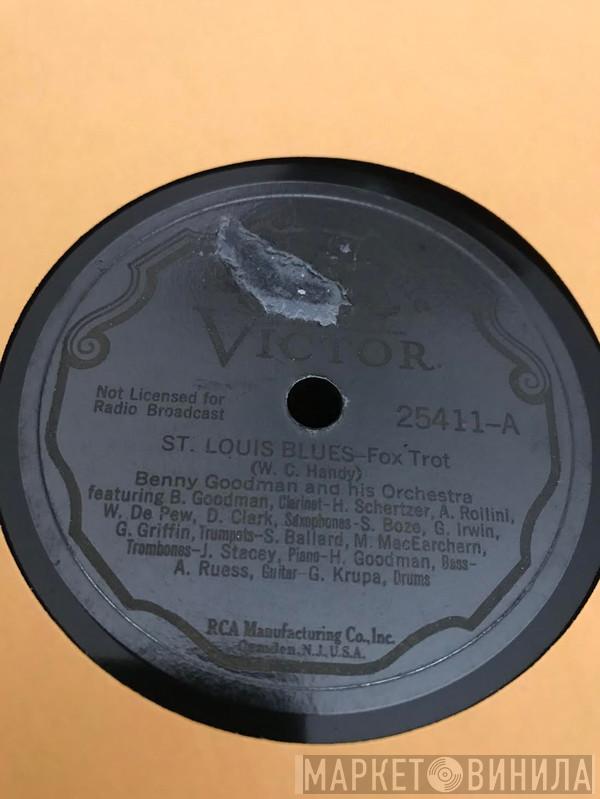 VICTOR
Not Licensed for
Radio Broadcast
25411-A
ST. LOUIS BLUES-Fox Trot
(W. C. Handy)
Benny Goodman and his Orchestra
featuring B. Goodman, Clarinet-H. Schertzer, A. Rollini,
W. De Pew, D. Clark, Saxophones-S. Boze, G. Irwin,
G. Griffin, Trumpets-S. Ballard, M. MacEarchern,
Trombones-J. Stacey, Piano-H. Goodman, Bass-
A. Ruess, Guitar-G. Krupa, Drums
RCA Manufacturing Co., Inc.
Camden, N.J., U.S.A.
МАРКЕТ ВИНИЛА